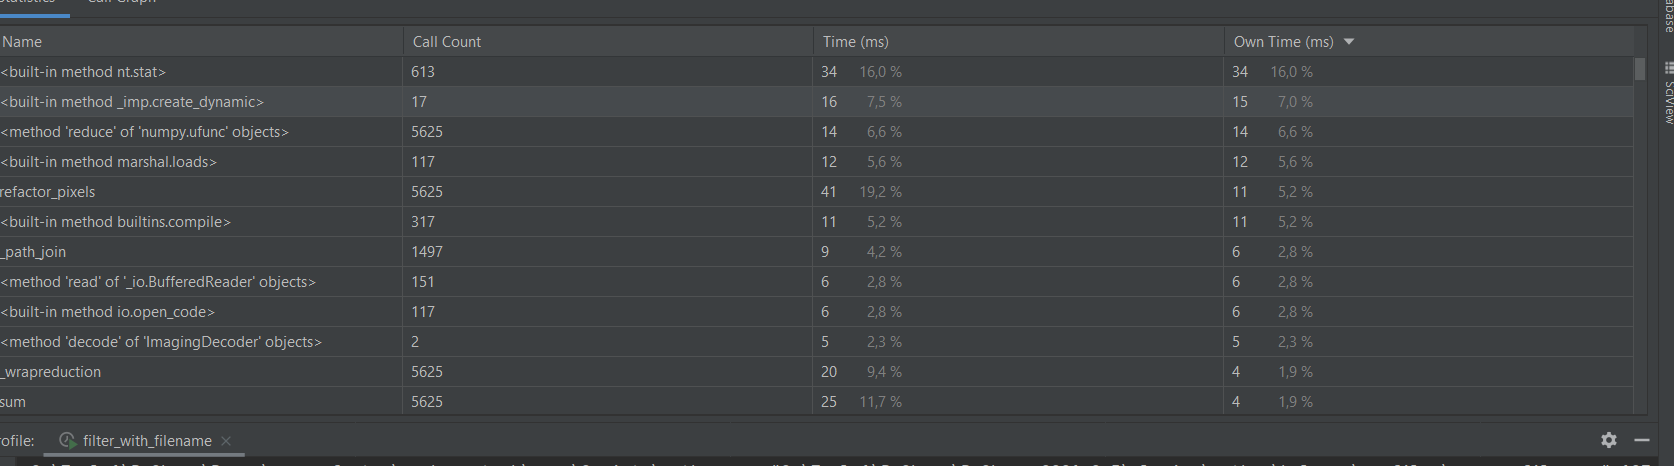 Statistics Call Graph
Name Call Count Time (ms) Own Time (ms)
<built-in method nt.stat> 613 34 16,0 % 34 16,0 %
<built-in method _imp.create_dynamic> 17 16 7,5 % 15 7,0 %
<method 'reduce' of 'numpy.ufunc' objects> 5625 14 6,6 % 14 6,6 %
<built-in method marshal.loads> 117 12 5,6 % 12 5,6 %
refactor_pixels 5625 41 19,2 % 11 5,2 %
<built-in method builtins.compile> 317 11 5,2 % 11 5,2 %
_path_join 1497 9 4,2 % 6 2,8 %
<method 'read' of '_io.BufferedReader' objects> 151 6 2,8 % 6 2,8 %
<built-in method io.open_code> 117 6 2,8 % 6 2,8 %
<method 'decode' of 'ImagingDecoder' objects> 2 5 2,3 % 5 2,3 %
_wrapreduction 5625 20 9,4 % 4 1,9 %
sum 5625 25 11,7 % 4 1,9 %
rofile: filter_with_filename
abase
SciView